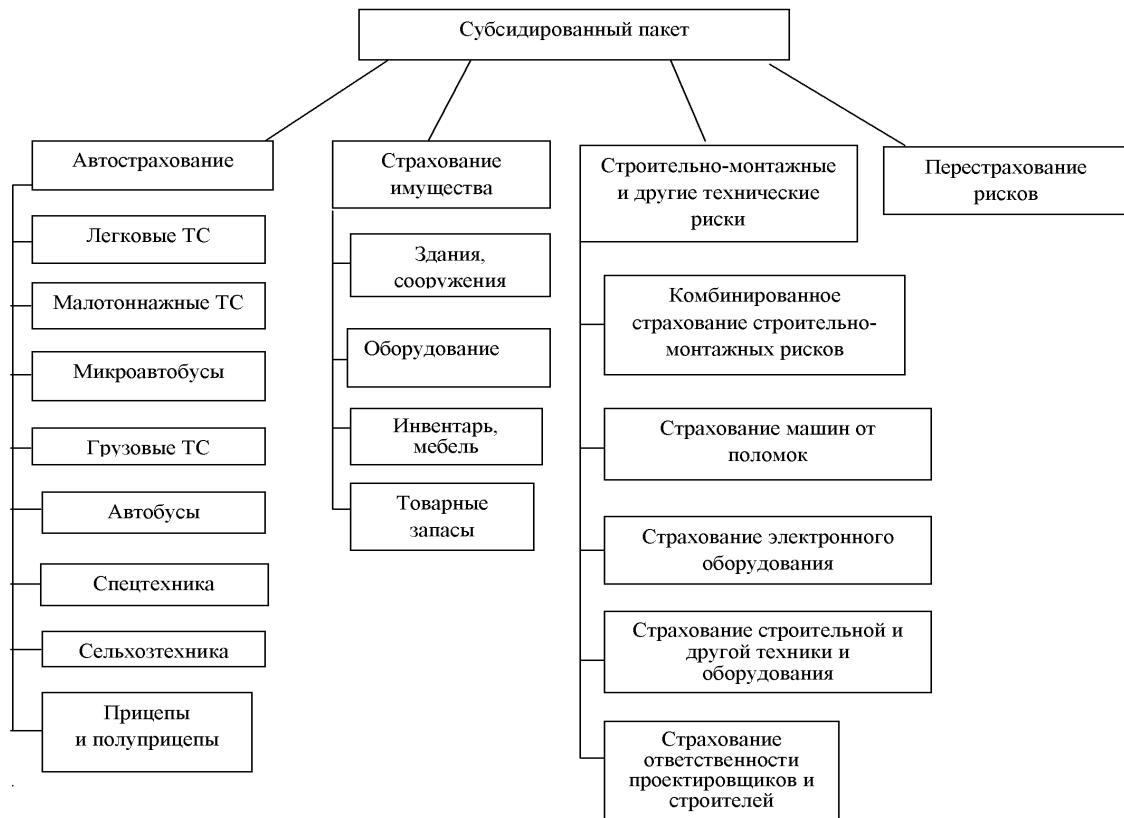 Субсидированный пакет
Автострахование
Легковые ТС
Малотоннажные ТС
Микроавтобусы
Грузовые ТС
Автобусы
Спецтехника
Сельхозтехника
Прицепы
и полуприцепы
Страхование
имущества
Здания,
сооружения
Оборудование
Инвентарь,
мебель
Товарные
запасы
Строительно-монтажные
и другие технические
риски
Комбинированное
страхование строительно-
монтажных рисков
Страхование машин от
поломок
Страхование электронного
оборудования
Страхование строительной и
другой техники и
оборудования
Страхование
ответственности
проектировщиков и
строителей
Перестрахование
рисков